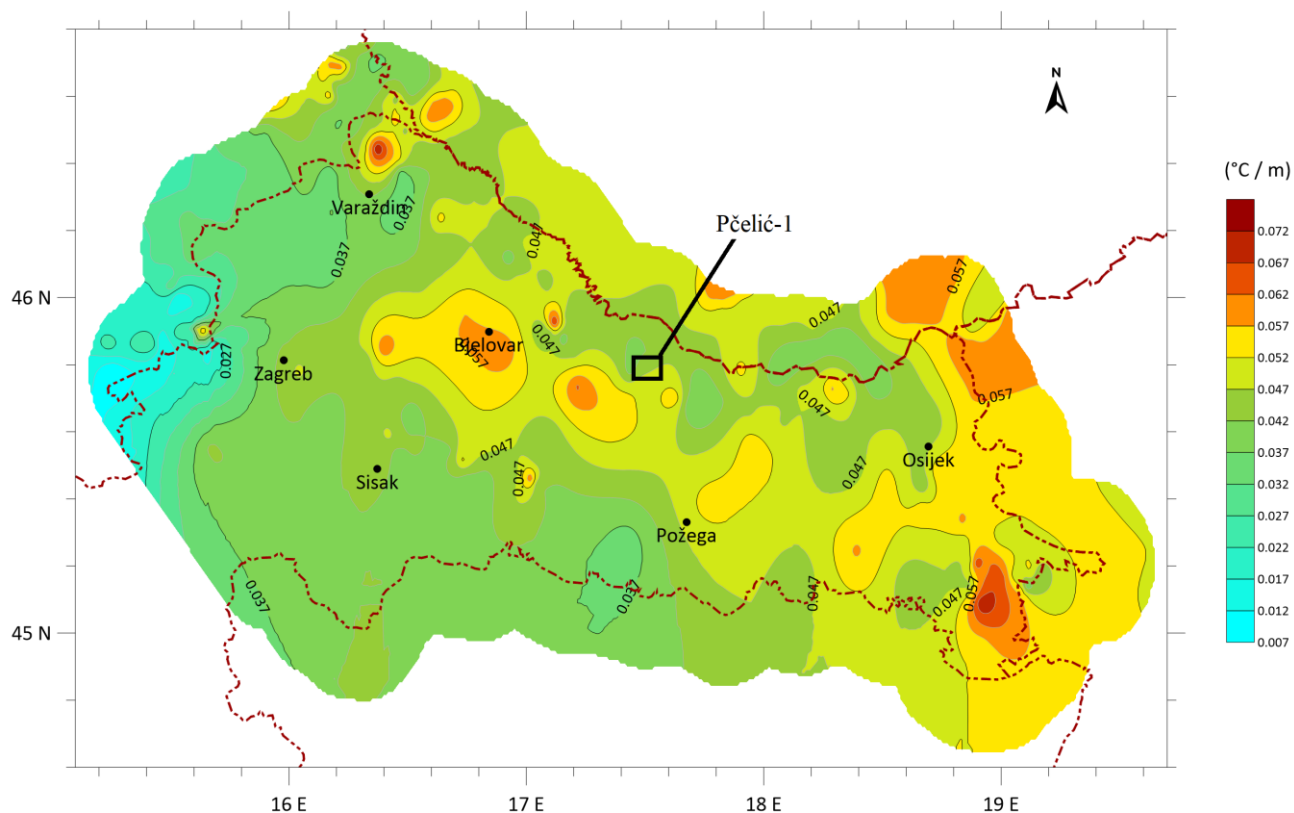 N
(°C / m)
Pčelić-1
46 N
45 N
16 E
17 E
18 E
19 E
Varaždin
Bjelovar
Zagreb
Sisak
Požega
Osijek
0.037
0.037
0.047
0.047
0.057
0.027
0.047
0.047
0.037
0.037
0.047
0.047
0.047
0.057
0.057
0.047
0.047
0.057
0.072
0.067
0.062
0.057
0.052
0.047
0.042
0.037
0.032
0.027
0.022
0.017
0.012
0.007